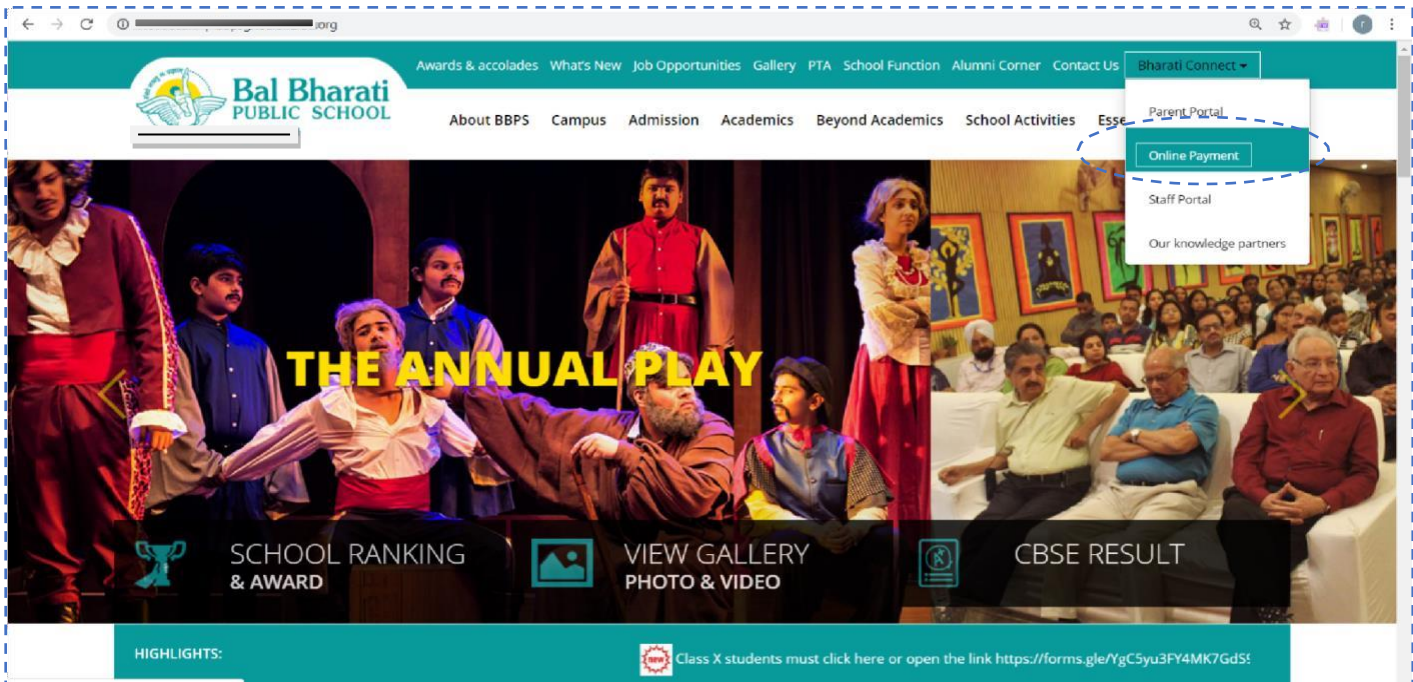 org
Awards & accolades What's New Job Opportunities Gallery PTA School Function Alumni Corner Contact Us Bharati Connect
Bal Bharati
PUBLIC SCHOOL
About BBPS Campus Admission Academics Beyond Academics School Activities Esse
Parent Portal
Online Payment
Staff Portal
Our knowledge partners
THE ANNUAL PLAY
SCHOOL RANKING
& AWARD
VIEW GALLERY
PHOTO & VIDEO
CBSE RESULT
HIGHLIGHTS:
new Class X students must click here or open the link https://forms.gle/YgC5yu3FY4MK7GdS